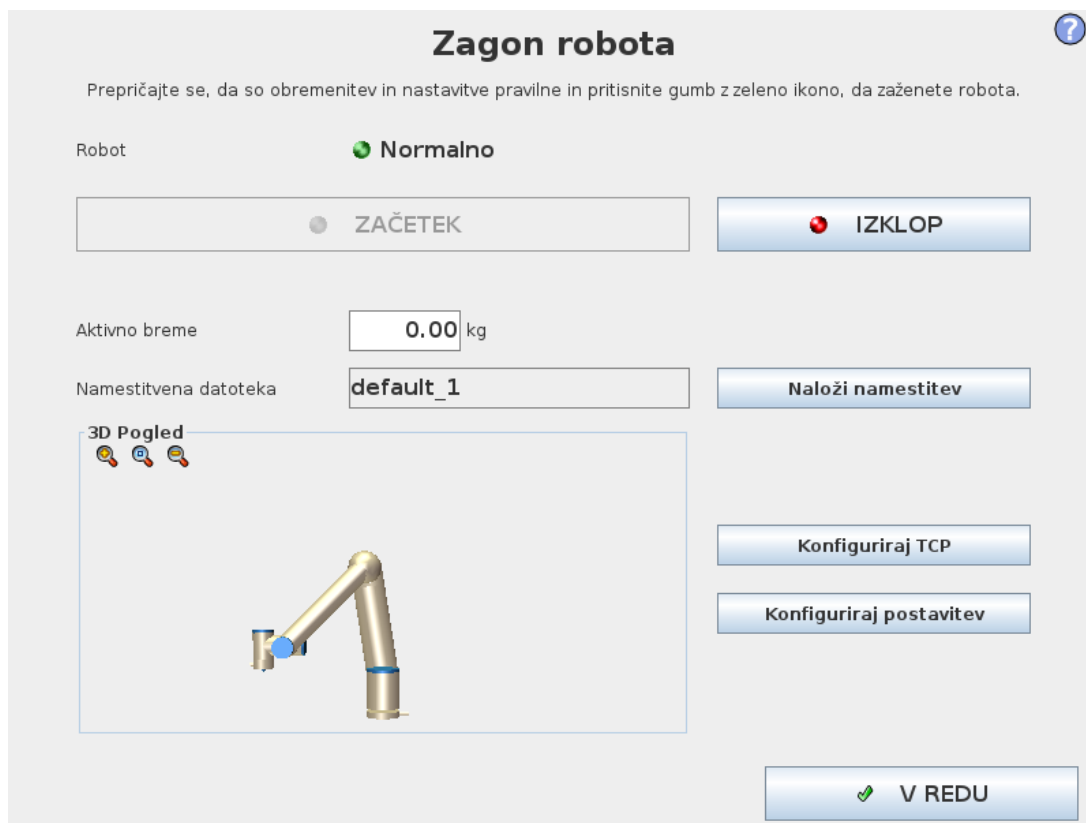 Zagon robota
?
Prepričajte se, da so obremenitev in nastavitve pravilne in pritisnite gumb z zeleno ikono, da zaženete robota.
Robot Normalno
ZAČETEK IZKLOP
Aktivno breme 0.00 kg
Namestitvena datoteka default_1 Naloži namestitev
3D Pogled
Konfiguriraj TCP
Konfiguriraj postavitev
V REDU